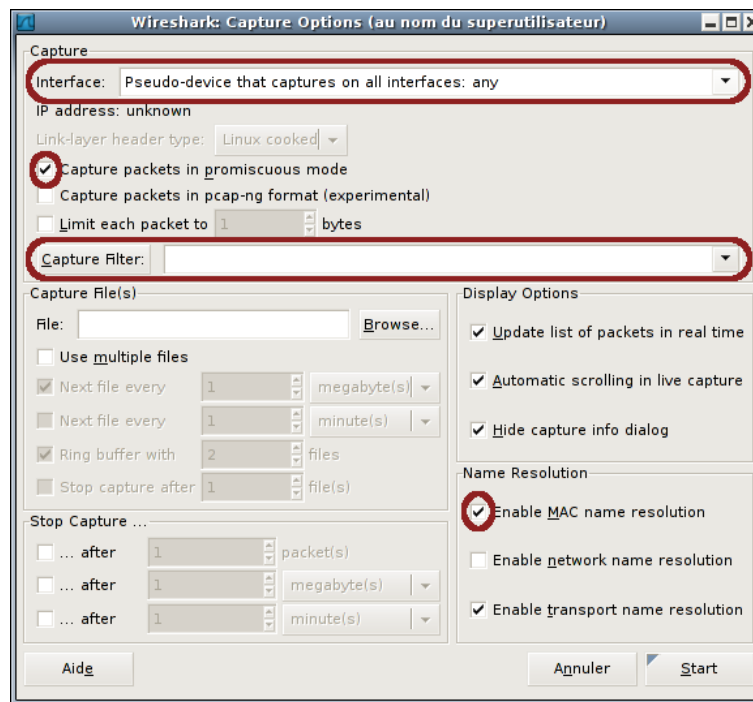 Wireshark: Capture Options (au nom du superutilisateur)
Capture
Interface: Pseudo-device that captures on all interfaces: any
IP address: unknown
Link-layer header type: Linux cooked
Capture packets in promiscuous mode
Capture packets in pcap-ng format (experimental)
Limit each packet to 1 bytes
Capture Filter:
Capture File(s)
File: Browse...
Use multiple files
Next file every 1 megabyte(s)
Next file every 1 minute(s)
Ring buffer with 2 files
Stop capture after 1 file(s)
Stop Capture ...
... after 1 packet(s)
... after 1 megabyte(s)
... after 1 minute(s)
Display Options
Update list of packets in real time
Automatic scrolling in live capture
Hide capture info dialog
Name Resolution
Enable MAC name resolution
Enable network name resolution
Enable transport name resolution
Aide Annuler Start